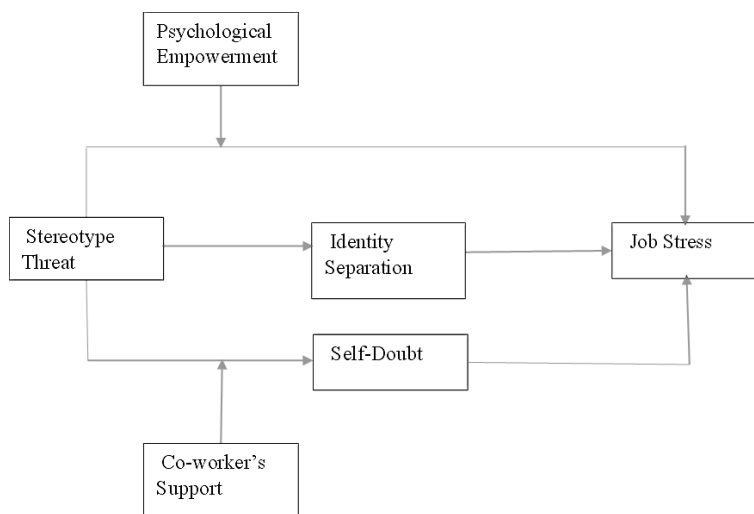 Psychological
Empowerment
Stereotype
Threat
Identity
Separation
Job Stress
Self-Doubt
Co-worker’s
Support